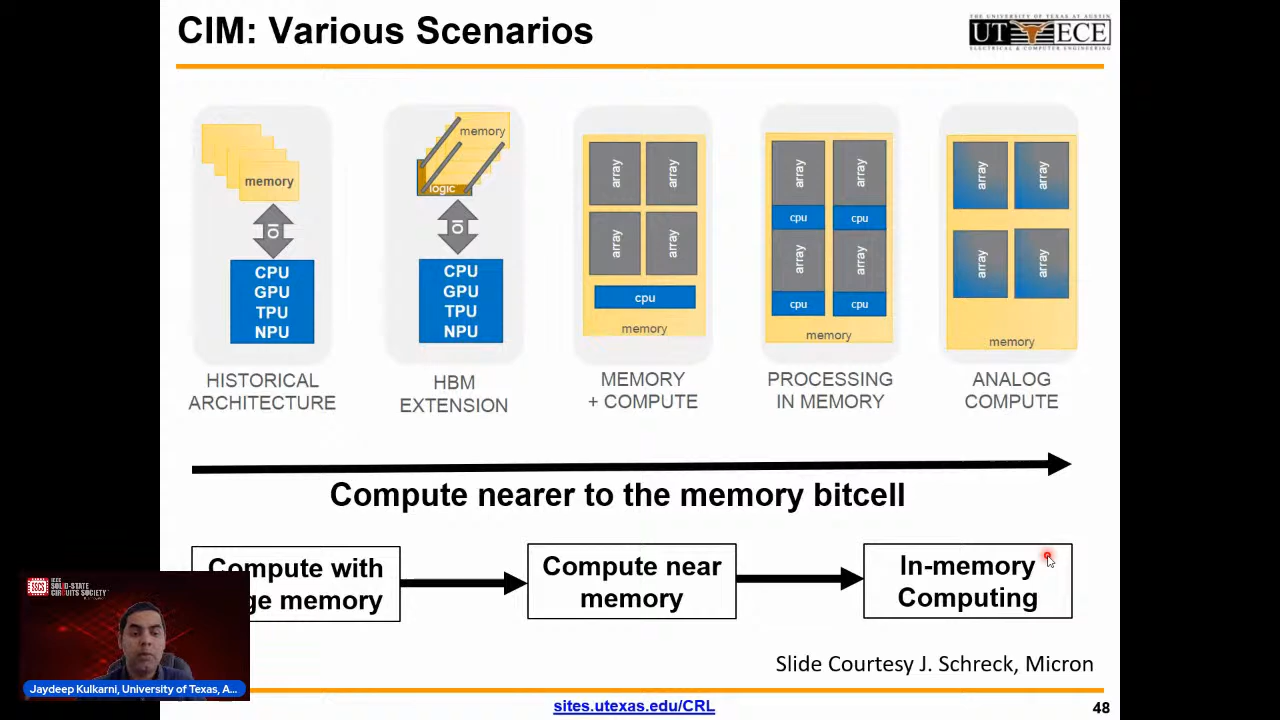 CIM: Various Scenarios
THE UNIVERSITY OF TEXAS AT AUSTIN
UT ECE
ELECTRICAL & COMPUTER ENGINEERING
memory
IO
CPU
GPU
TPU
NPU
HISTORICAL
ARCHITECTURE
memory
logic
IO
CPU
GPU
TPU
NPU
HBM
EXTENSION
array array
array array
cpu
memory
MEMORY
+ COMPUTE
array array
cpu cpu
array array
cpu cpu
memory
PROCESSING
IN MEMORY
array array
array array
memory
ANALOG
COMPUTE
Compute nearer to the memory bitcell
Compute with
ge memory
Compute near
memory
In-memory
Computing
IEEE
SOLID-STATE
CIRCUITS SOCIETY
SSCS
Jaydeep Kulkarni, University of Texas, A...
Slide Courtesy J. Schreck, Micron
sites.utexas.edu/CRL
48